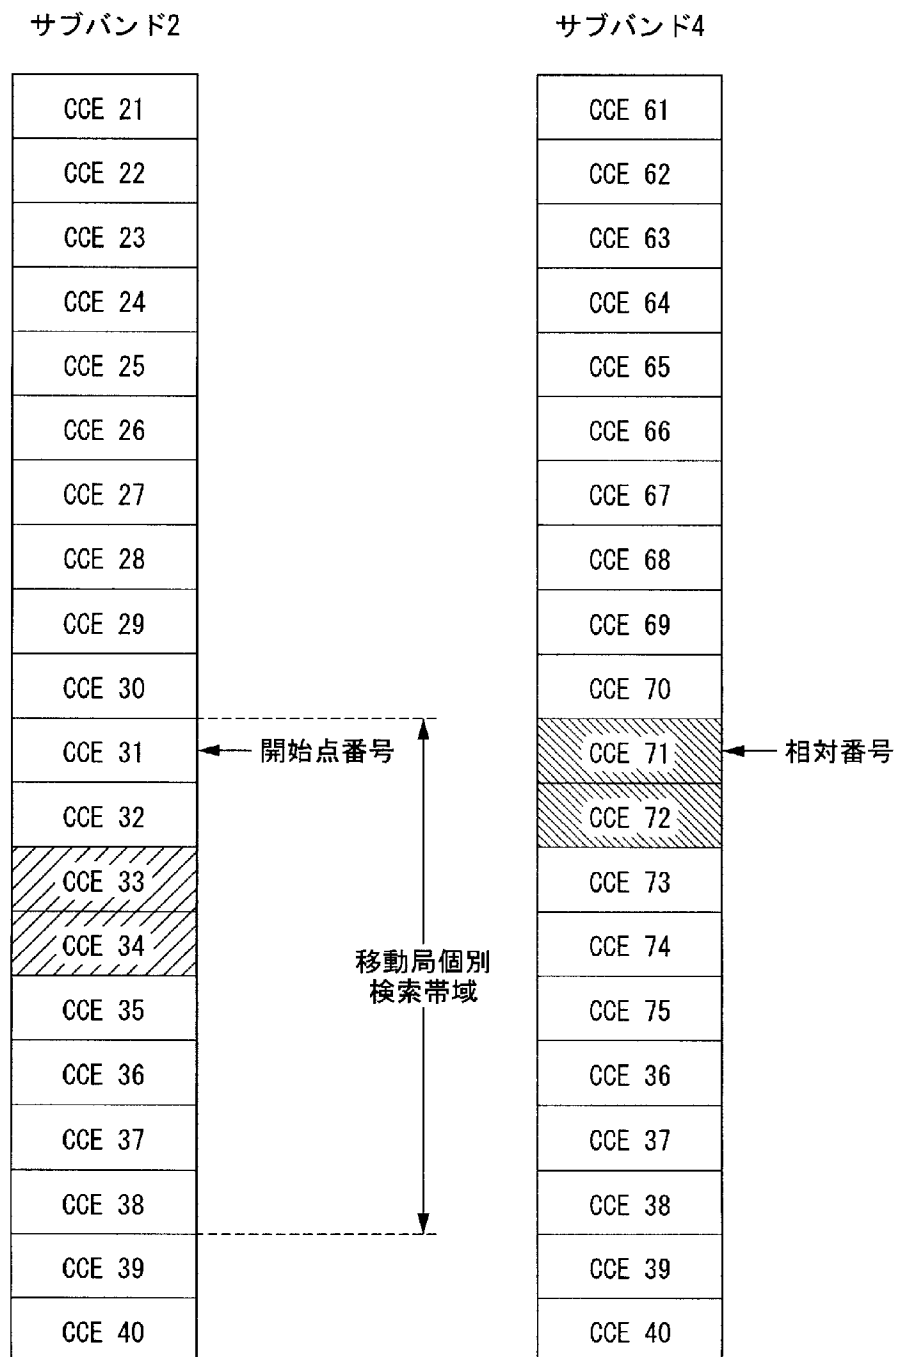 サブバンド2
CCE 21
CCE 22
CCE 23
CCE 24
CCE 25
CCE 26
CCE 27
CCE 28
CCE 29
CCE 30
CCE 31
CCE 32
CCE 33
CCE 34
CCE 35
CCE 36
CCE 37
CCE 38
CCE 39
CCE 40
開始点番号
移動局個別
検索帯域
サブバンド4
CCE 61
CCE 62
CCE 63
CCE 64
CCE 65
CCE 66
CCE 67
CCE 68
CCE 69
CCE 70
CCE 71
CCE 72
CCE 73
CCE 74
CCE 75
CCE 36
CCE 37
CCE 38
CCE 39
CCE 40
相対番号